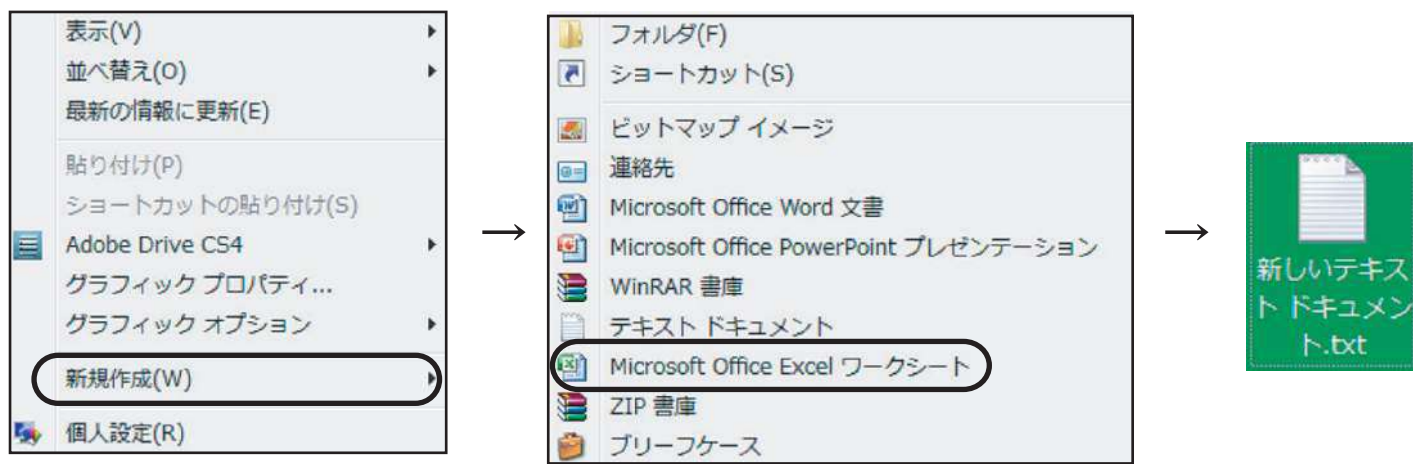 表示(V)
並べ替え(O)
最新の情報に更新(E)
貼り付け(P)
ショートカットの貼り付け(S)
Adobe Drive CS4
グラフィック プロパティ...
グラフィック オプション
新規作成(W)
個人設定(R)
→
フォルダ(F)
ショートカット(S)
ビットマップ イメージ
連絡先
Microsoft Office Word 文書
Microsoft Office PowerPoint プレゼンテーション
WinRAR 書庫
テキスト ドキュメント
Microsoft Office Excel ワークシート
ZIP 書庫
ブリーフケース
→
新しいテキス
ト ドキュメン
ト.txt